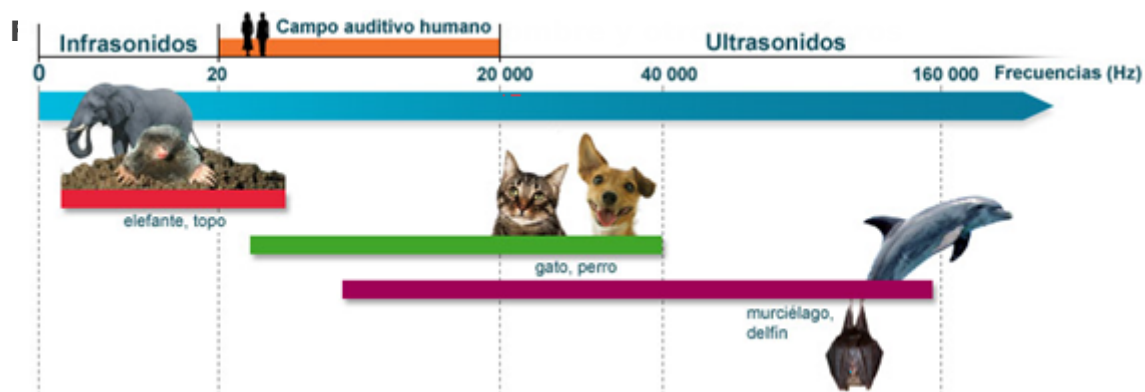 Campo auditivo humano
Infrasonidos
Ultrasonidos
0 20 20 000 40 000 160 000 Frecuencias (Hz)
elefante, topo
gato, perro
murciélago,
delfín